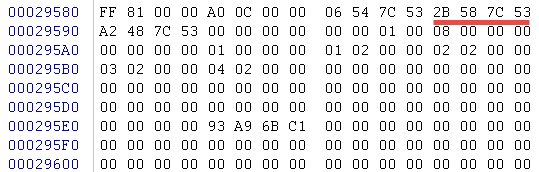 00029580 FF 81 00 00 A0 0C 00 00 06 54 7C 53 2B 58 7C 53
00029590 A2 48 7C 53 00 00 00 00 00 00 01 00 08 00 00 00
000295A0 00 00 00 00 01 00 00 00 01 02 00 00 02 02 00 00
000295B0 03 02 00 00 04 02 00 00 00 00 00 00 00 00 00 00
000295C0 00 00 00 00 00 00 00 00 00 00 00 00 00 00 00 00
000295D0 00 00 00 00 00 00 00 00 00 00 00 00 00 00 00 00
000295E0 00 00 00 00 93 A9 6B C1 00 00 00 00 00 00 00 00
000295F0 00 00 00 00 00 00 00 00 00 00 00 00 00 00 00 00
00029600 00 00 00 00 00 00 00 00 00 00 00 00 00 00 00 00